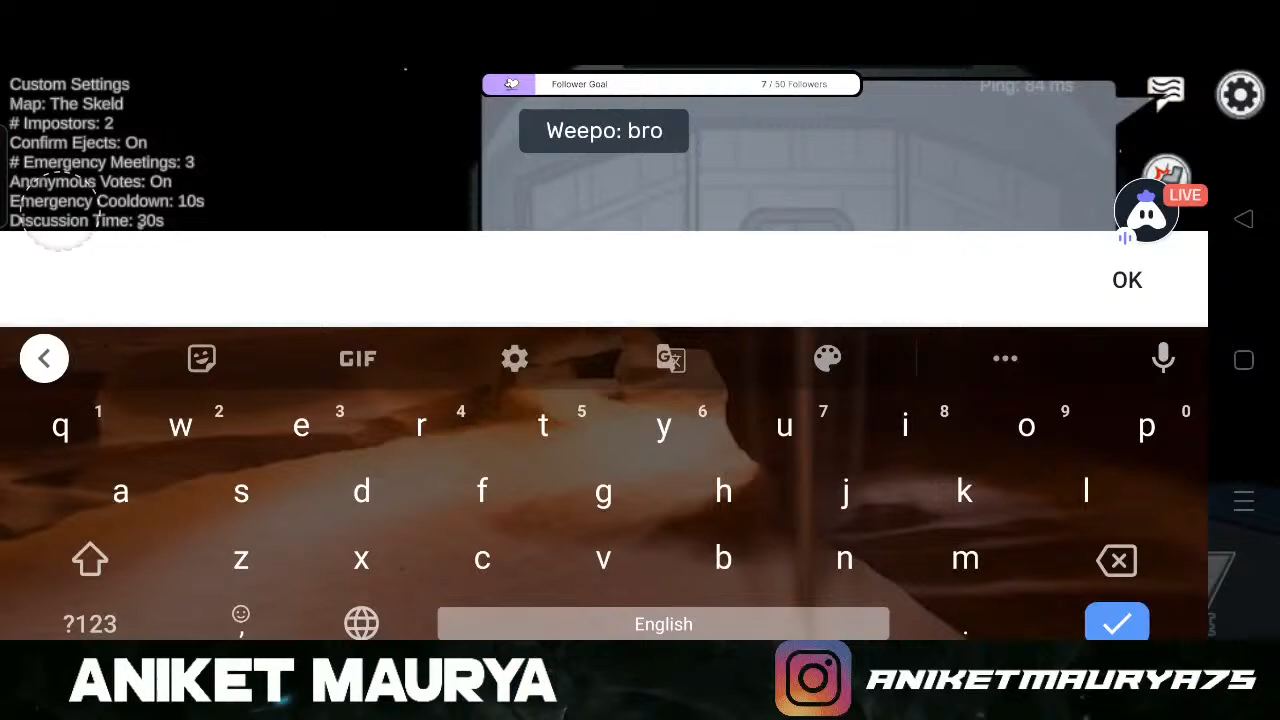 Custom Settings
Map: The Skeld
# Impostors: 2
Confirm Ejects: On
# Emergency Meetings: 3
Anonymous Votes: On
Emergency Cooldown: 10s
Discussion Time: 30s
Follower Goal 7 / 50 Followers
Ping: 84 ms
Weepo: bro
LIVE
OK
GIF
q 1 w 2 e 3 r 4 t 5 y 6 u 7 i 8 o 9 p 0
a s d f g h j k l
z x c v b n m
?123 , English .
ANIKET MAURYA
ANIKETMAURYA75